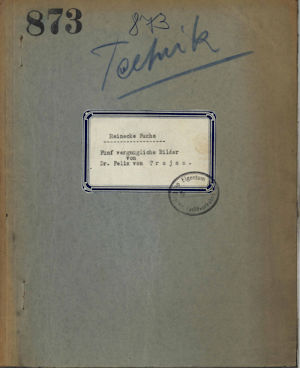 873
873
Technik
Reinecke Fuchs
Fünf vergnügliche Bilder
von
Dr. Felix von Trojan.
Eigentum